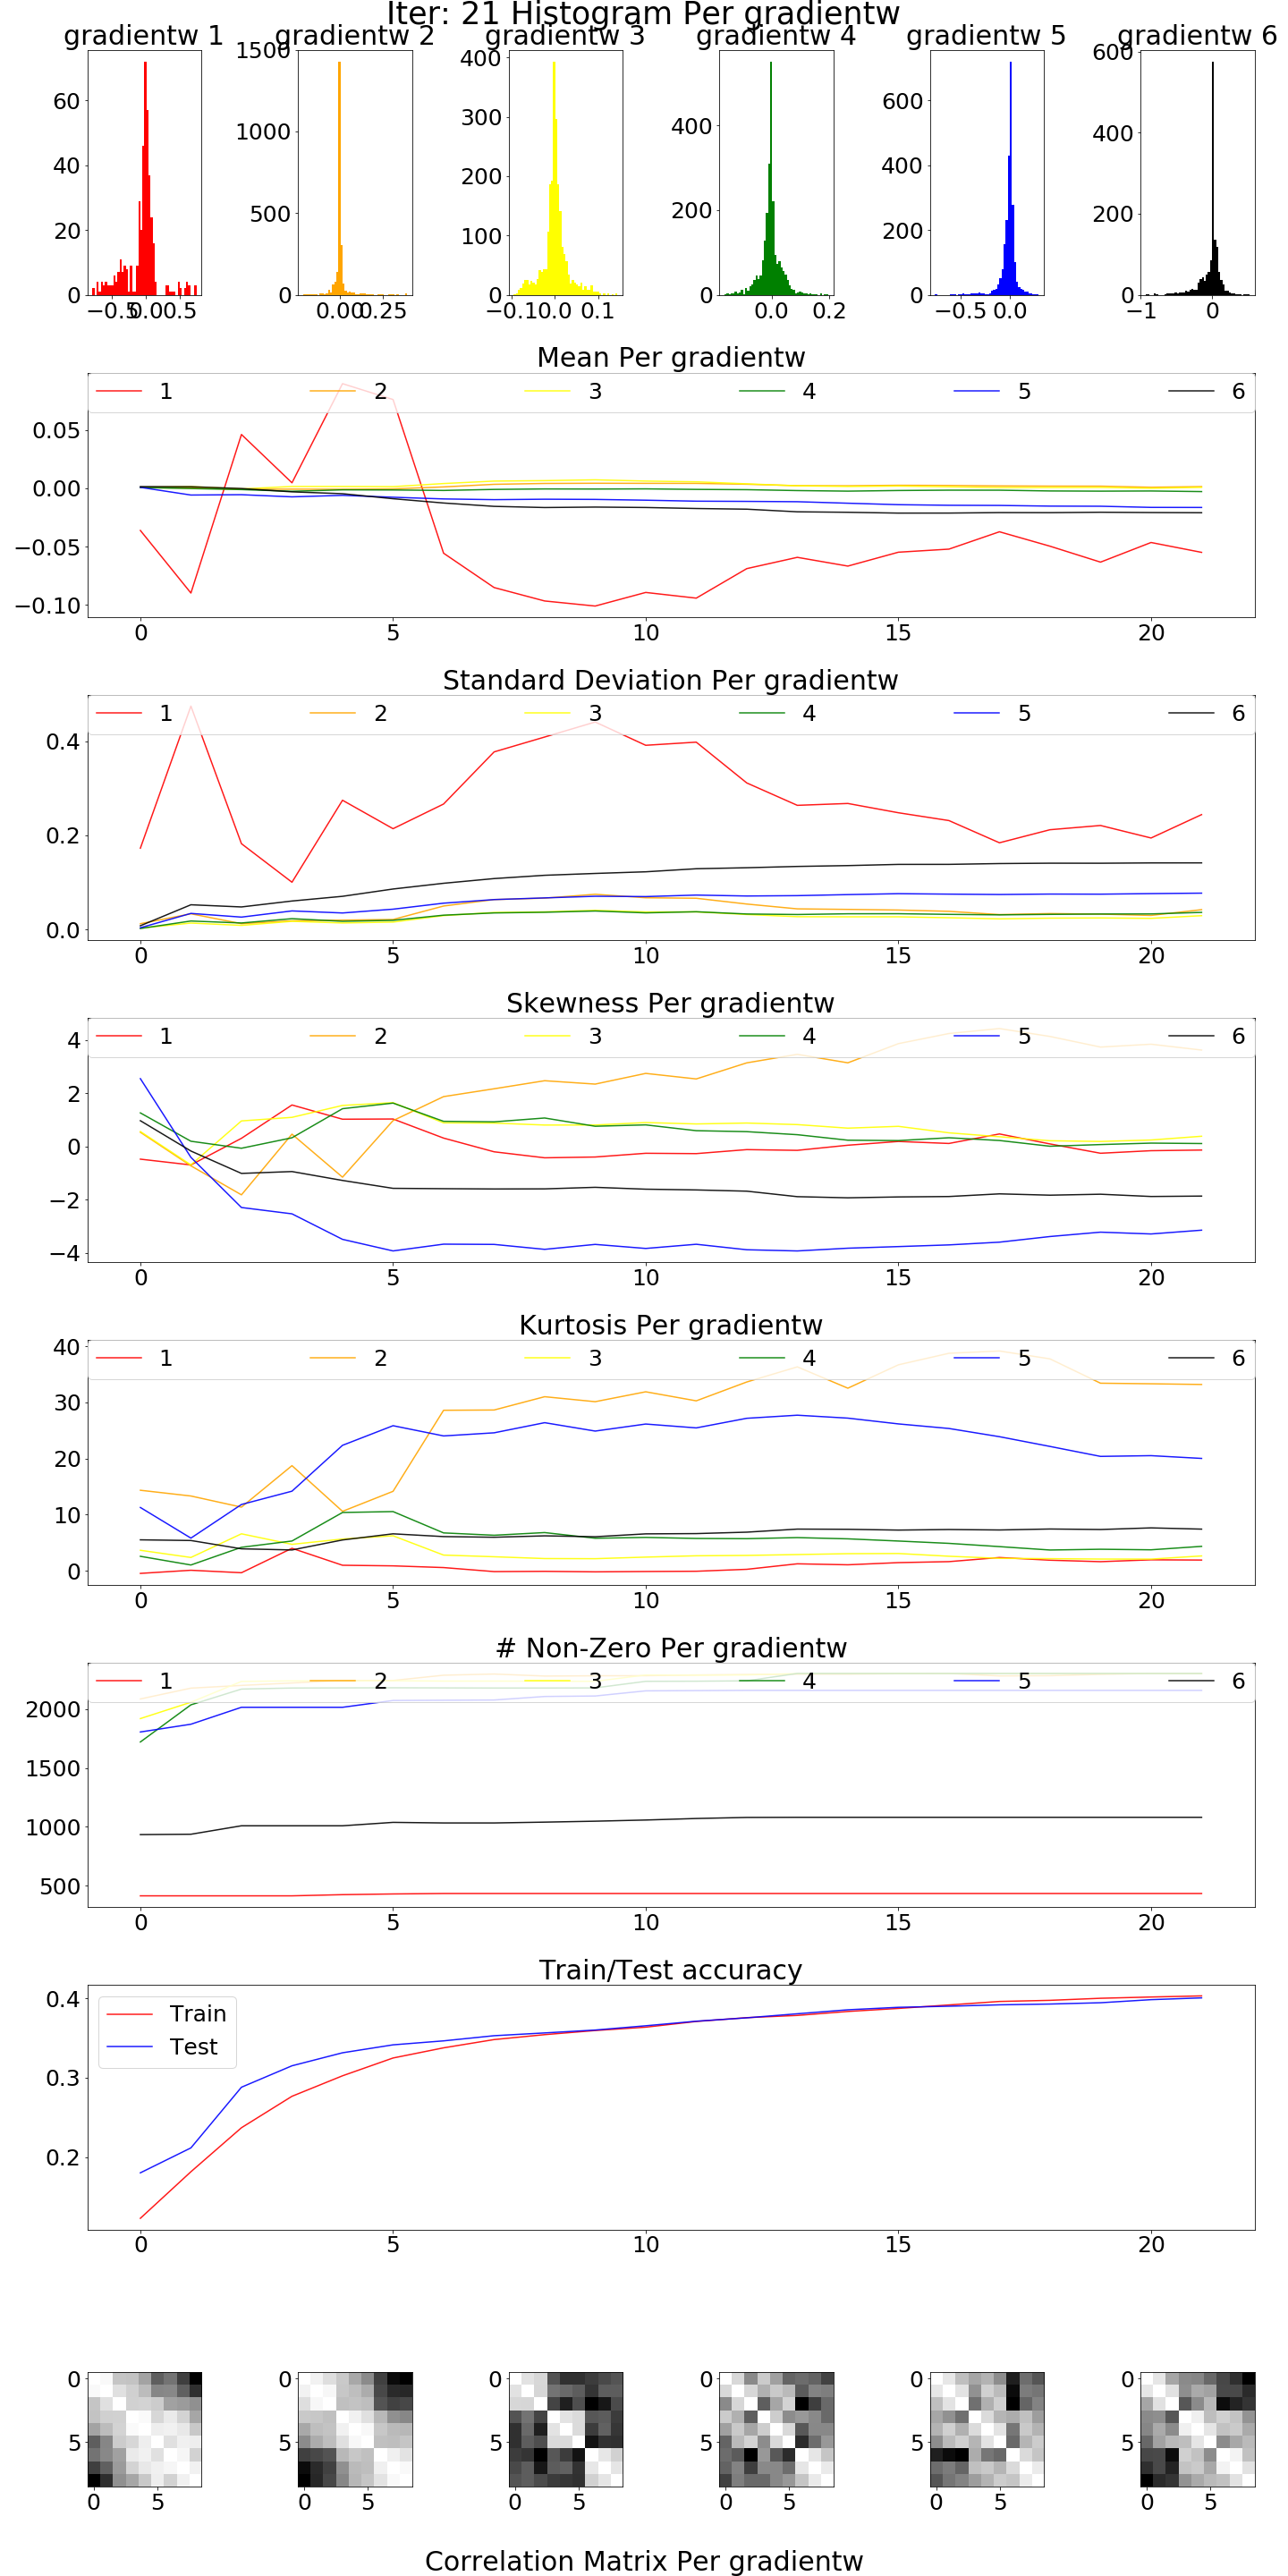 Iter: 21 Histogram Per gradientw
gradientw 1 gradientw 2 gradientw 3 gradientw 4 gradientw 5 gradientw 6
60
40
20
0
−0.5 0.0 0.5
1500
1000
500
0
0.00 0.25
400
300
200
100
0
−0.1 0.0 0.1
400
200
0
0.0 0.2
600
400
200
0
−0.5 0.0
600
400
200
0
−1 0
Mean Per gradientw
1 2 3 4 5 6
0.05
0.00
−0.05
−0.10
0 5 10 15 20
Standard Deviation Per gradientw
1 2 3 4 5 6
0.4
0.2
0.0
0 5 10 15 20
Skewness Per gradientw
1 2 3 4 5 6
4
2
0
−2
−4
0 5 10 15 20
Kurtosis Per gradientw
1 2 3 4 5 6
40
30
20
10
0
0 5 10 15 20
# Non-Zero Per gradientw
1 2 3 4 5 6
2000
1500
1000
500
0 5 10 15 20
Train/Test accuracy
Train
Test
0.4
0.3
0.2
0 5 10 15 20
0 0 0 0 0 0
5 5 5 5 5 5
0 5 0 5 0 5 0 5 0 5 0 5
Correlation Matrix Per gradientw